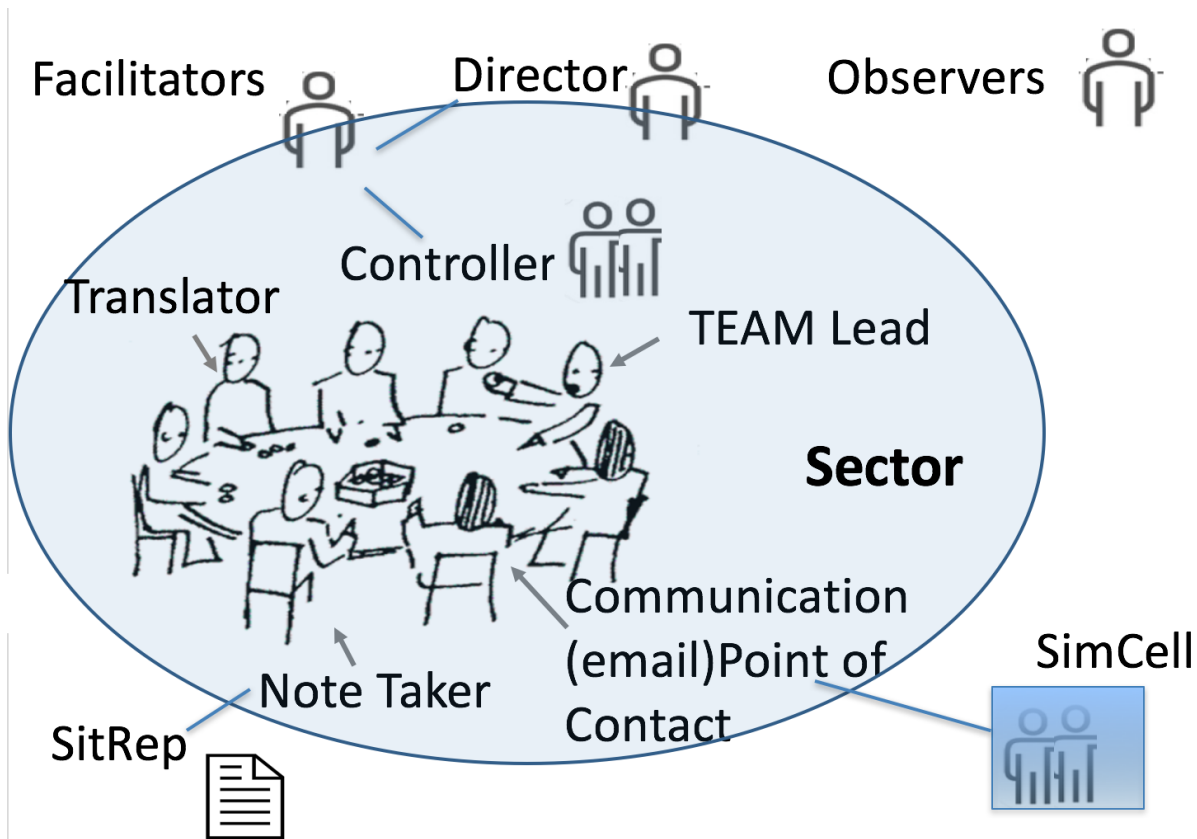 Facilitators
Director
Observers
Controller
Translator
TEAM Lead
Sector
Communication
(email)Point of
Contact
SimCell
Note Taker
SitRep